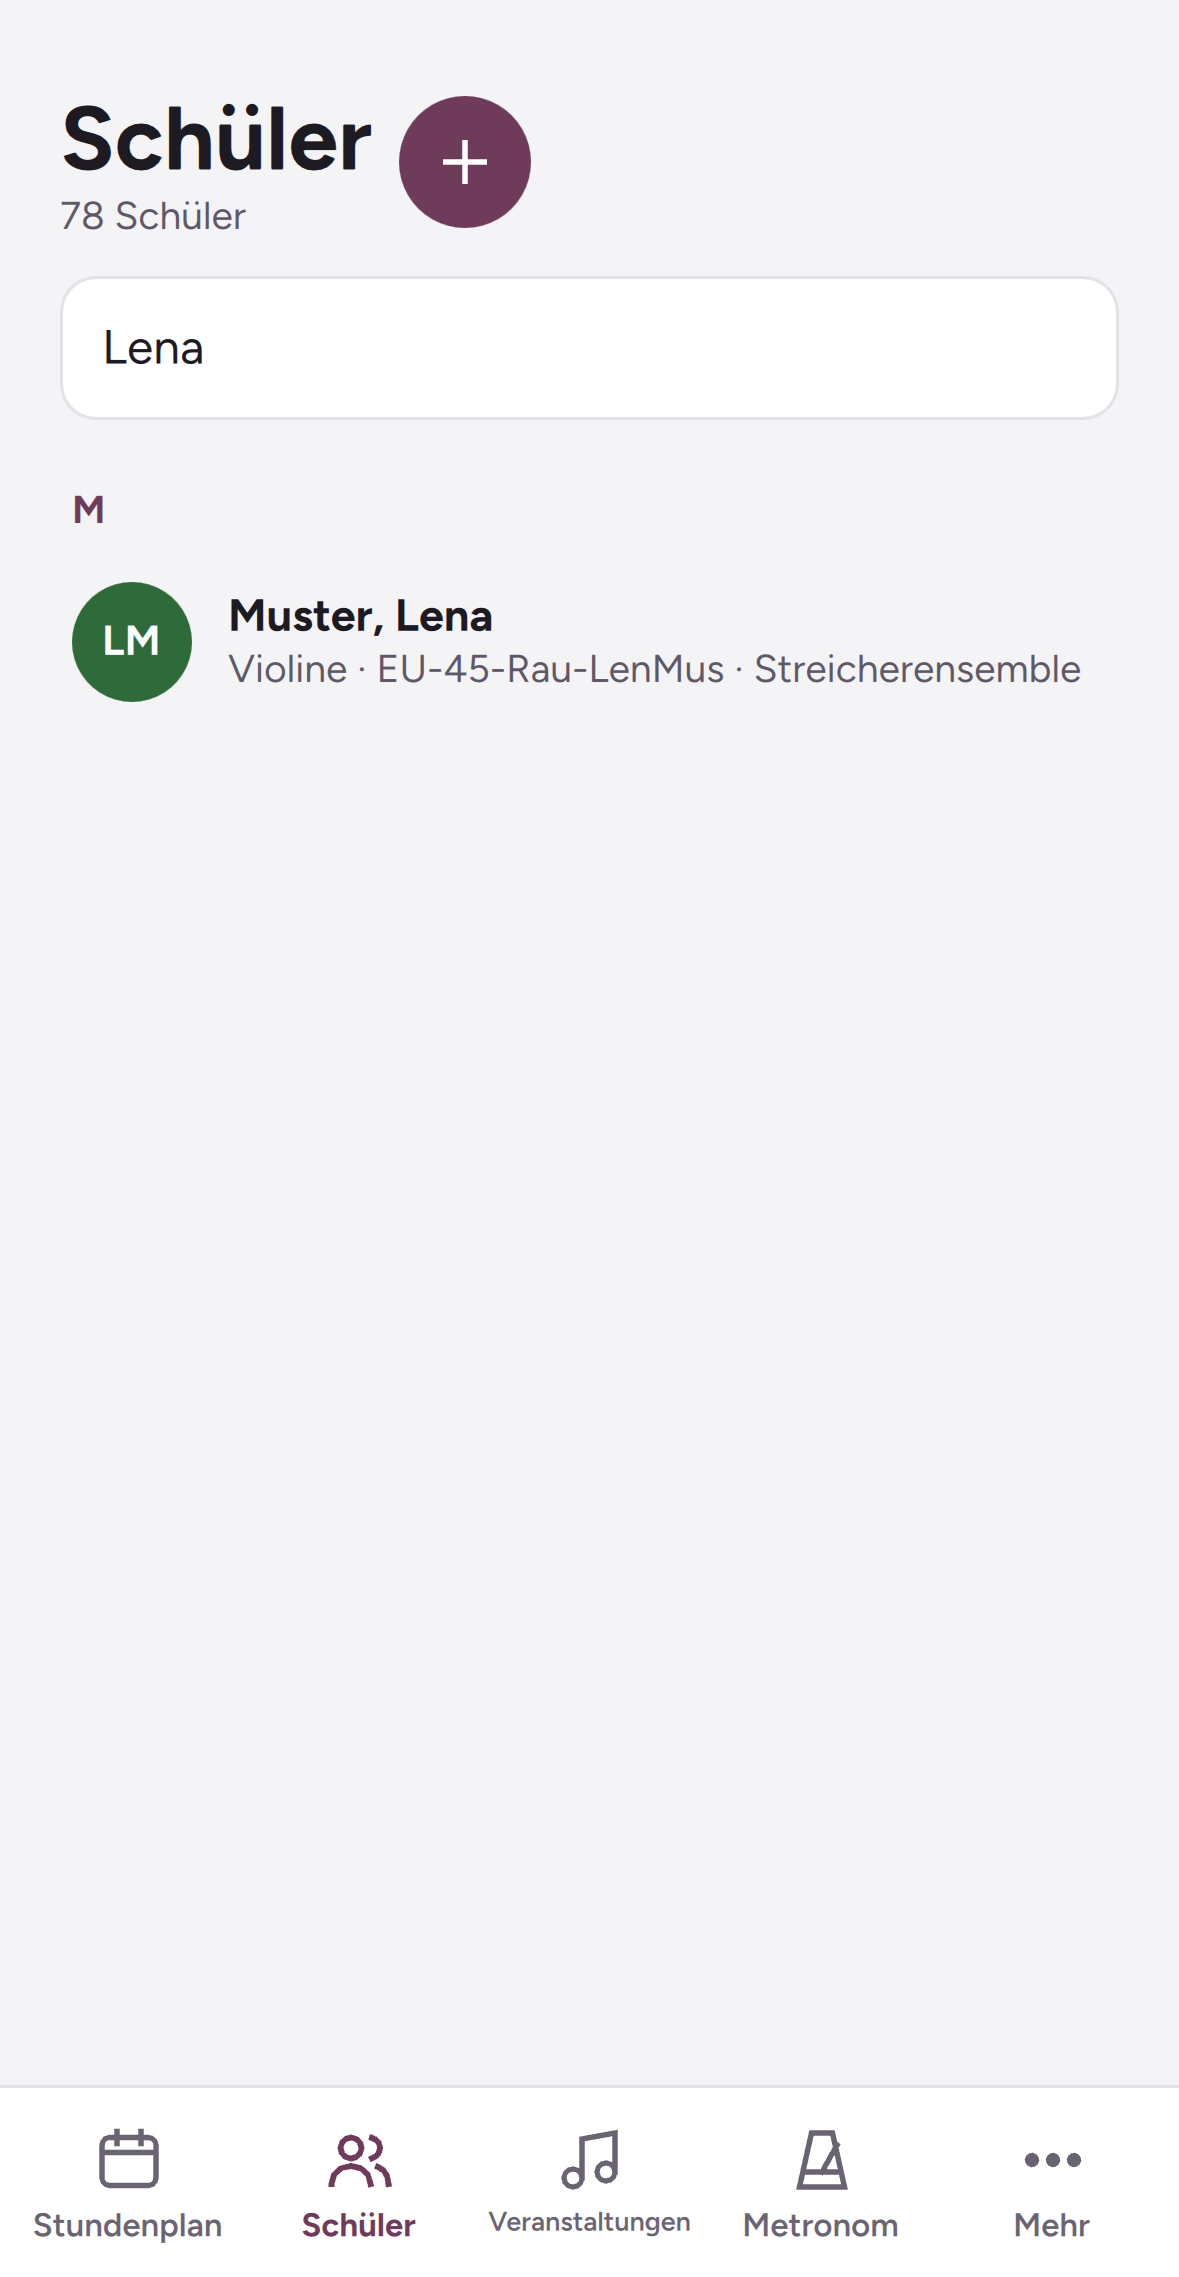 Schüler
78 Schüler
Lena
M
LM
Muster, Lena
Violine · EU-45-Rau-LenMus · Streicherensemble
Stundenplan
Schüler
Veranstaltungen
Metronom
Mehr